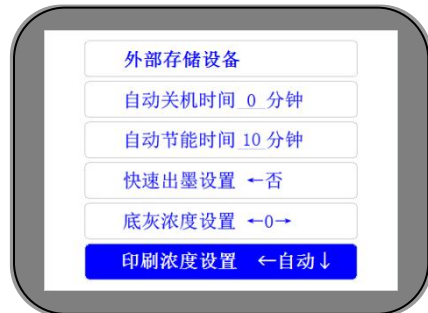 外部存储设备
自动关机时间 0 分钟
自动节能时间 10 分钟
快速出墨设置 ←否
底灰浓度设置 ←0→
印刷浓度设置 ←自动↓